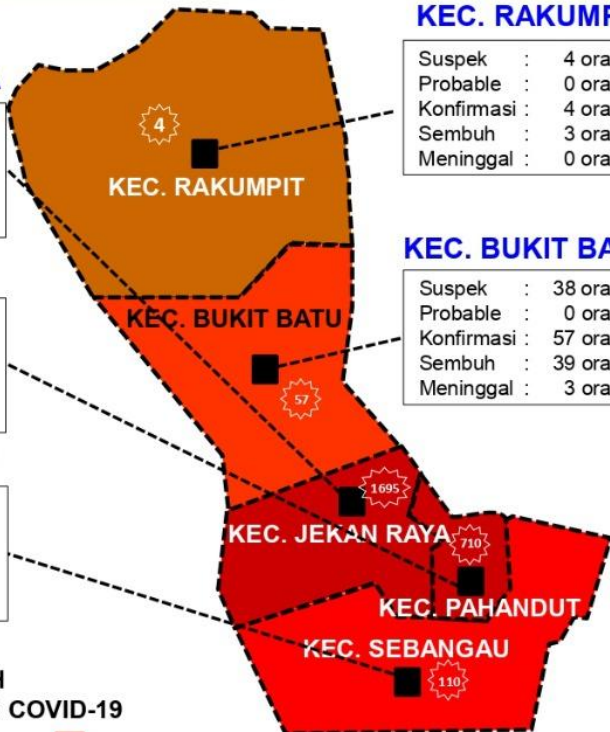 KEC. RAKUMP
Suspek : 4 ora
Probable : 0 ora
Konfirmasi : 4 ora
Sembuh : 3 ora
Meninggal : 0 ora
4
KEC. RAKUMPIT
KEC. BUKIT BA
Suspek : 38 ora
Probable : 0 ora
Konfirmasi : 57 ora
Sembuh : 39 ora
Meninggal : 3 ora
KEC. BUKIT BATU
57
1695
KEC. JEKAN RAYA
710
KEC. PAHANDUT
KEC. SEBANGAU
110
H
COVID-19